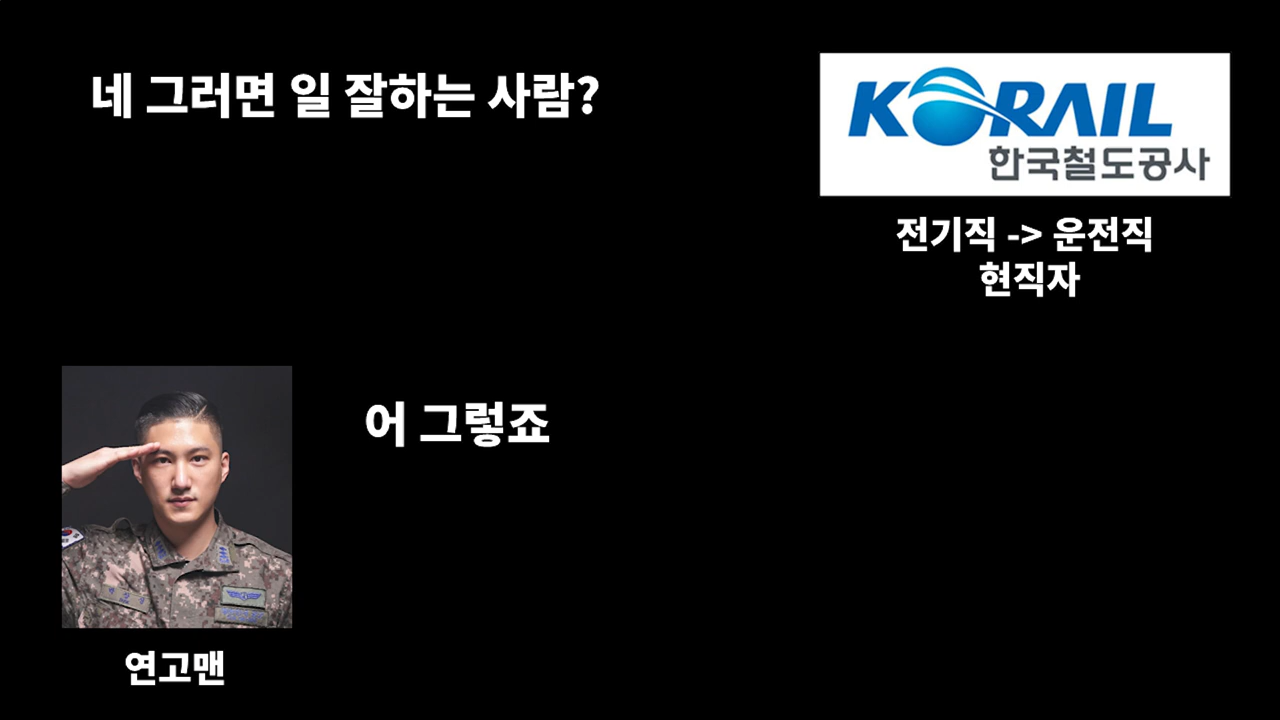 네 그러면 일 잘하는 사람?
KORAIL
한국철도공사
전기직 -> 운전직
현직자
어 그렇죠
연고맨